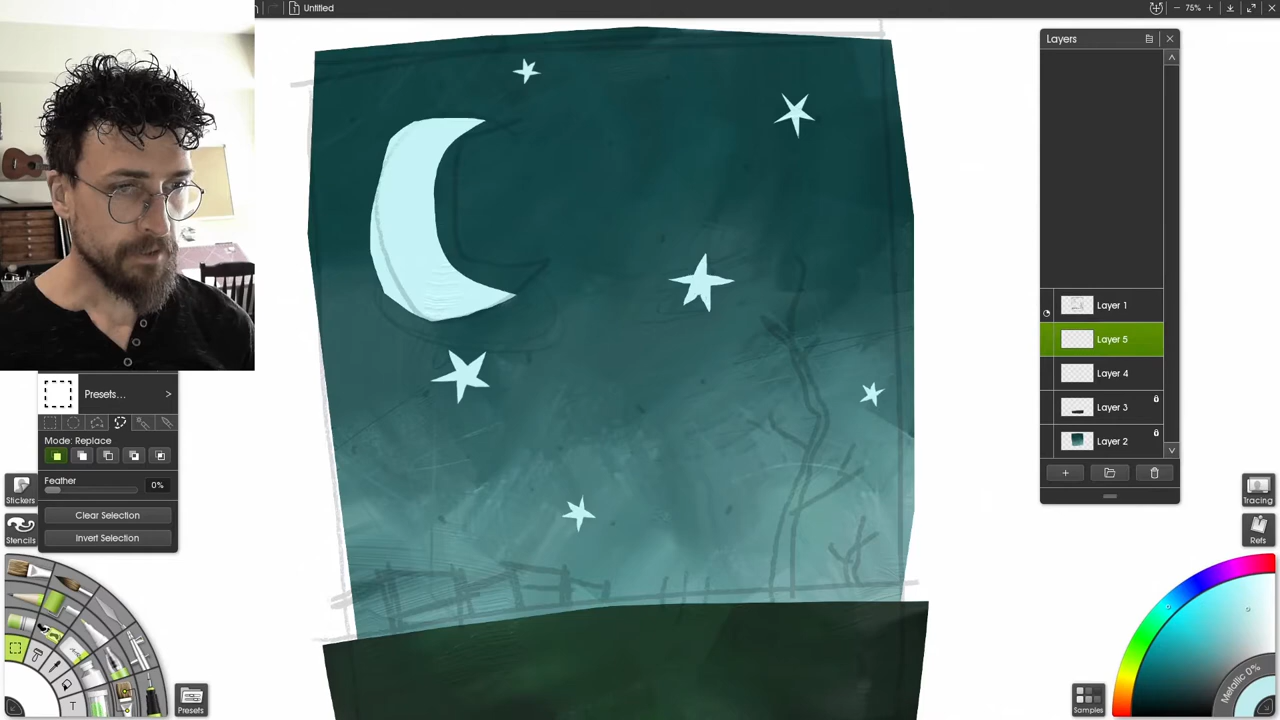 Untitled
75%
Layers
Layer 1
Layer 5
Layer 4
Layer 3
Layer 2
Presets...
Mode: Replace
Feather
0%
Clear Selection
Invert Selection
Stickers
Stencils
T
Presets
Tracing
Refs
Metallic 0%
Samples